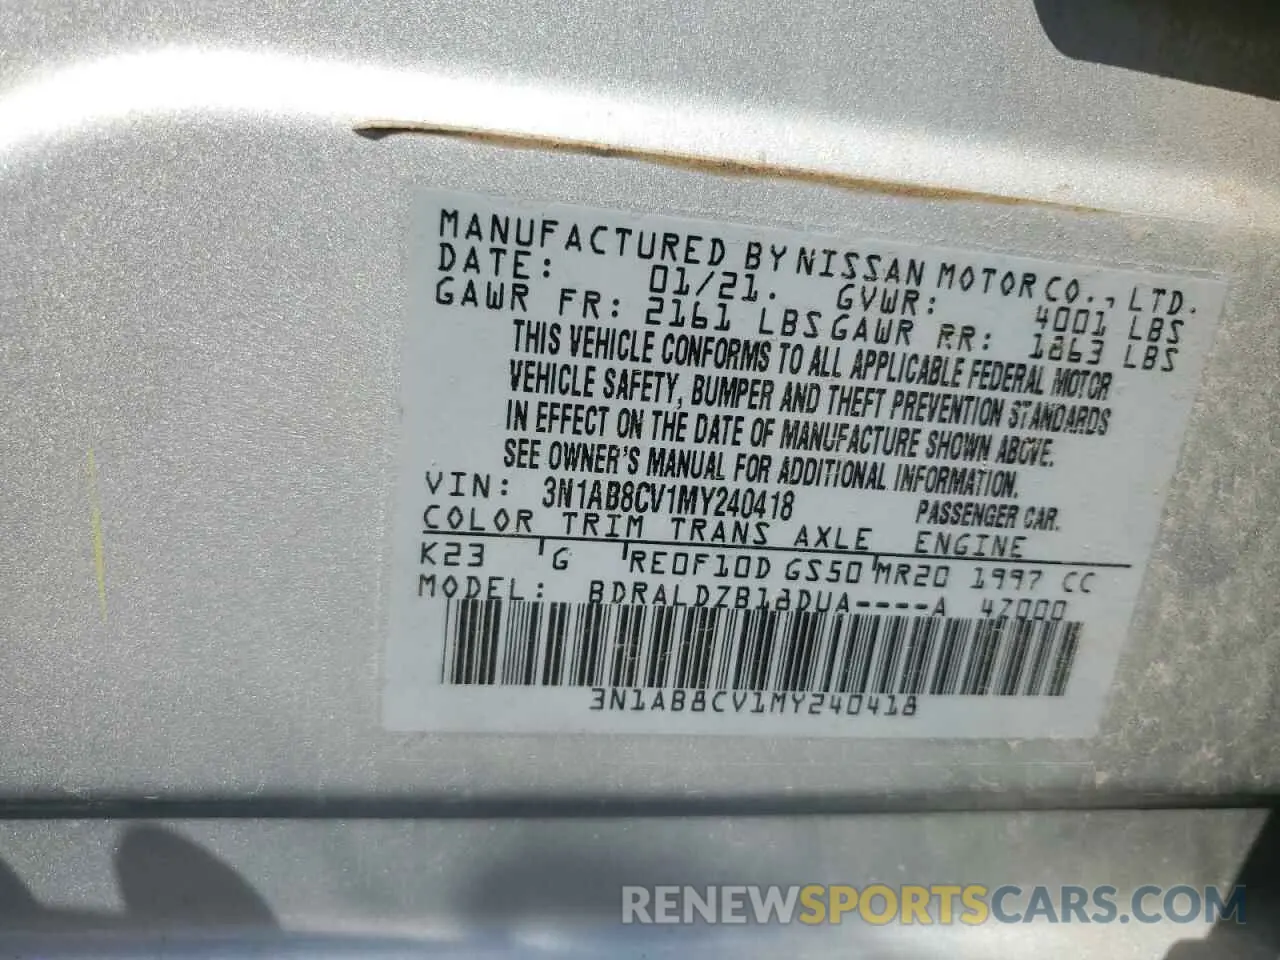 MANUFACTURED BY NISSAN MOTOR CO., LTD.
DATE: 01/21. GVWR: 4001 LBS
GAWR FR: 2161 LBS GAWR RR: 1863 LBS
THIS VEHICLE CONFORMS TO ALL APPLICABLE FEDERAL MOTOR
VEHICLE SAFETY, BUMPER AND THEFT PREVENTION STANDARDS
IN EFFECT ON THE DATE OF MANUFACTURE SHOWN ABOVE.
SEE OWNER'S MANUAL FOR ADDITIONAL INFORMATION.
VIN: 3N1AB8CV1MY240418 PASSENGER CAR.
COLOR TRIM TRANS AXLE ENGINE
K23 G RE0F10D GS50 MR20 1997 CC
MODEL: BDRALDZB18DUA----A 4Z000
3N1AB8CV1MY240418
RENEWSPORTSCARS.COM